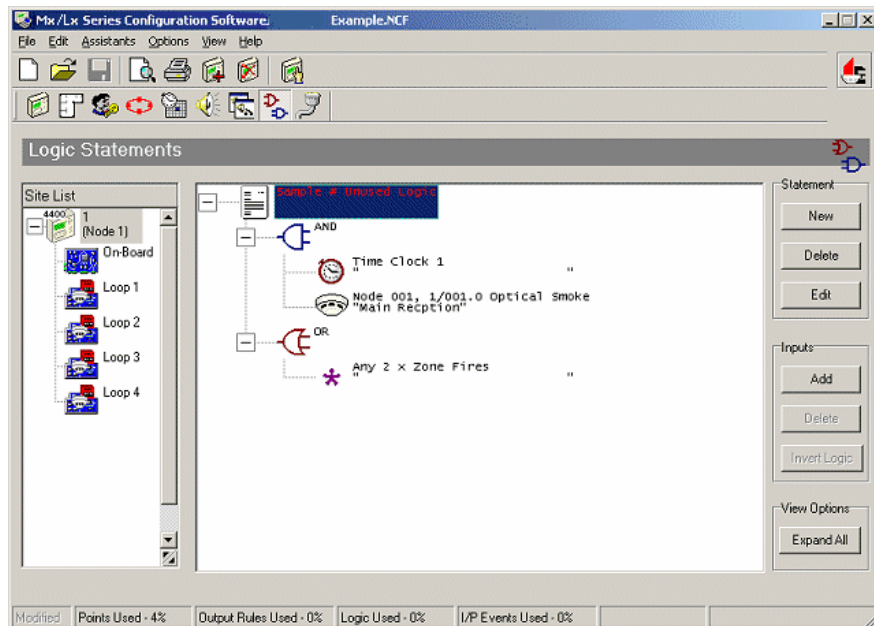 Mx/Lx Series Configuration Software. Example.NCF
File Edit Assistants Options View Help
Logic Statements
Site List
4400
1
(Node 1)
On-Board
Loop 1
Loop 2
Loop 3
Loop 4
Sample # Unused Logic
AND
Time Clock 1
" "
Node 001, 1/001.0 Optical Smoke
"Main Recption"
OR
Any 2 x Zone Fires
" "
Statement
New
Delete
Edit
Inputs
Add
Delete
Invert Logic
View Options
Expand All
Modified Points Used - 4% Output Rules Used - 0% Logic Used - 0% I/P Events Used - 0%